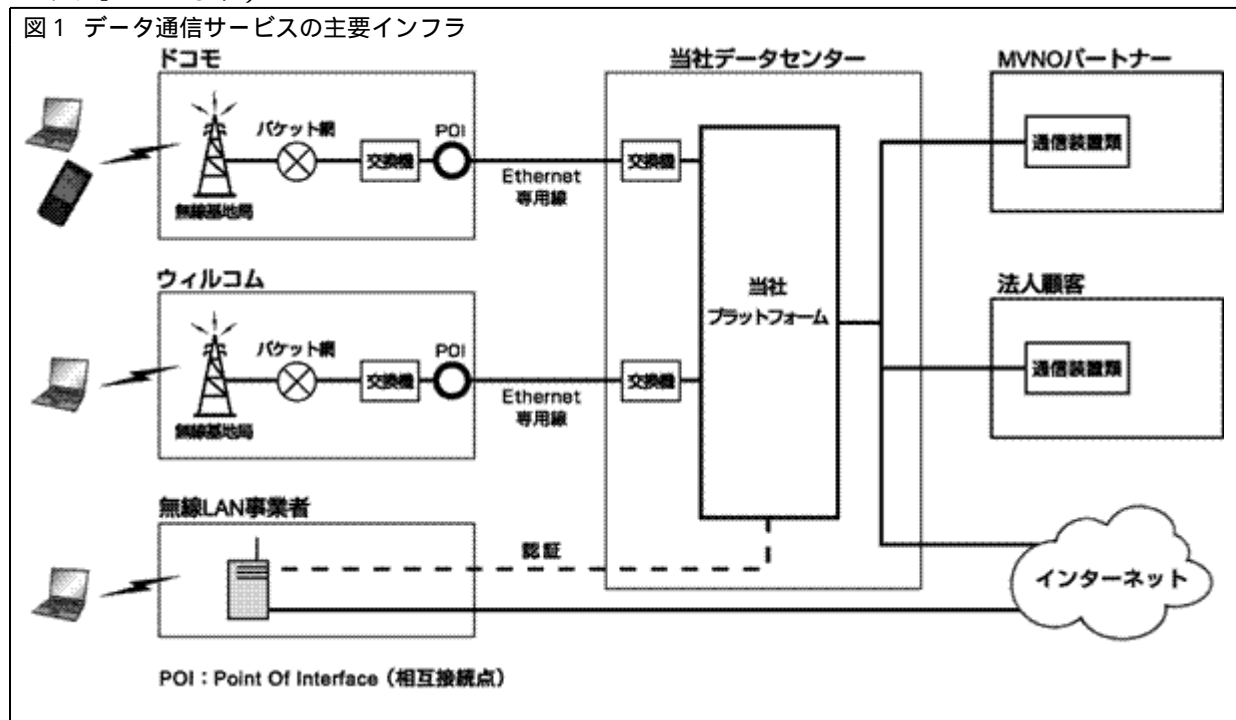 図1 データ通信サービスの主要インフラ
ドコモ
当社データセンター
MVNOパートナー
パケット網
POI
交換機
交換機
通信装置類
Ethernet
専用線
無線基地局
ウィルコム
当社
プラットフォーム
法人顧客
パケット網
POI
交換機
交換機
通信装置類
Ethernet
専用線
無線基地局
無線LAN事業者
認証
インターネット
POI:Point Of Interface(相互接続点)